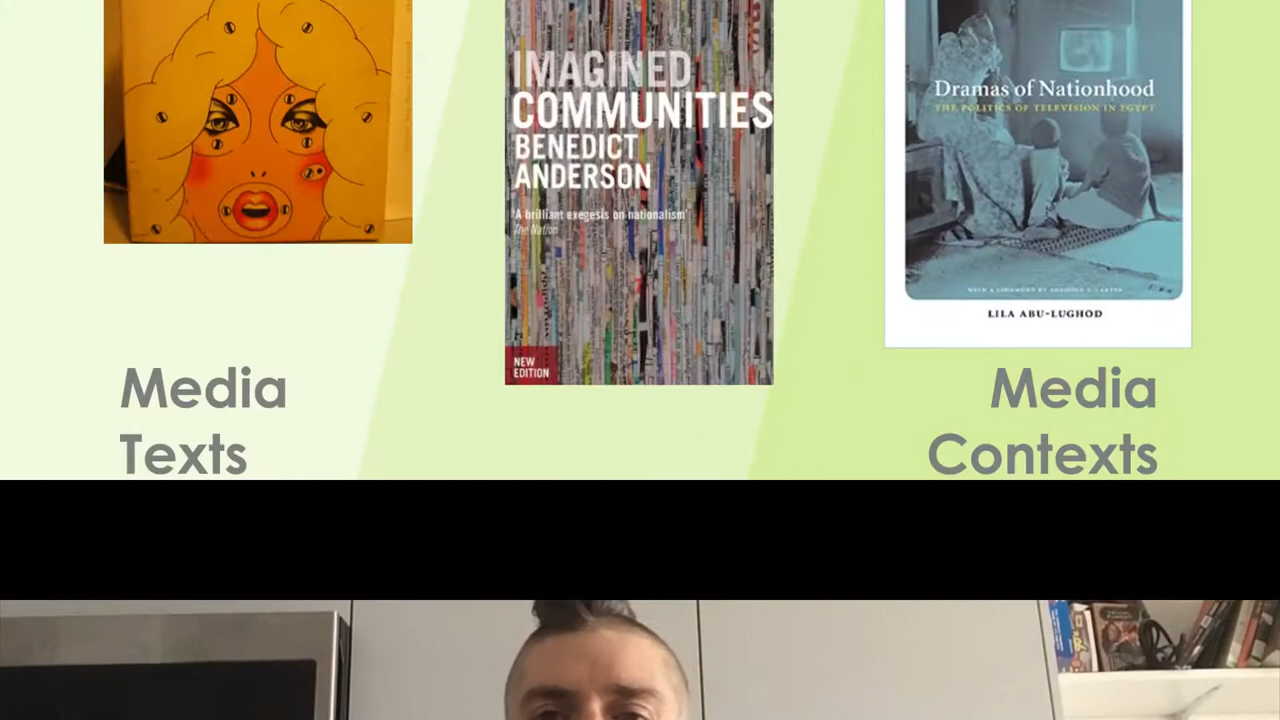 IMAGINED
COMMUNITIES
BENEDICT
ANDERSON
'A brilliant exegesis on nationalism'
The Nation
NEW
EDITION
Dramas of Nationhood
THE POLITICS OF TELEVISION IN EGYPT
LILA ABU-LUGHOD
Media
Texts
Media
Contexts